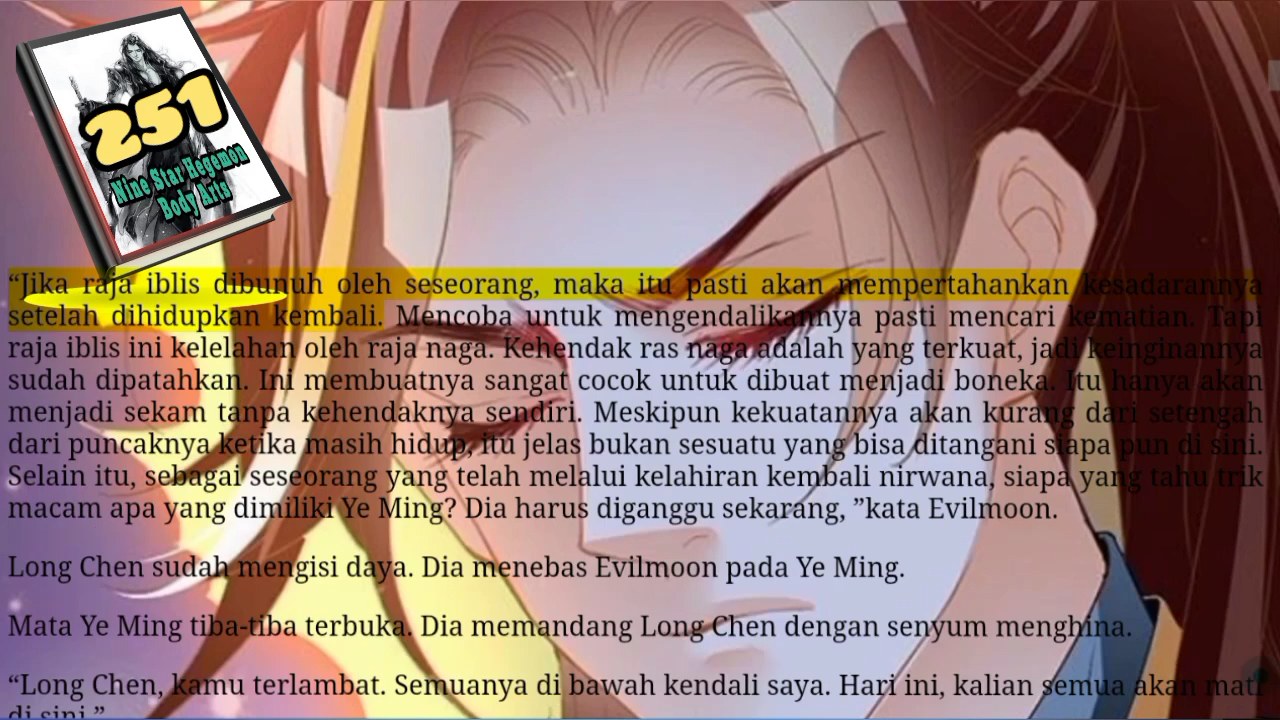 251
Nine Star Hegemon
Body Arts
“Jika raja iblis dibunuh oleh seseorang, maka itu pasti akan mempertahankan kesadarannya
setelah dihidupkan kembali. Mencoba untuk mengendalikannya pasti mencari kematian. Tapi
raja iblis ini kelelahan oleh raja naga. Kehendak ras naga adalah yang terkuat, jadi keinginannya
sudah dipatahkan. Ini membuatnya sangat cocok untuk dibuat menjadi boneka. Itu hanya akan
menjadi sekam tanpa kehendaknya sendiri. Meskipun kekuatannya akan kurang dari setengah
dari puncaknya ketika masih hidup, itu jelas bukan sesuatu yang bisa ditangani siapa pun di sini.
Selain itu, sebagai seseorang yang telah melalui kelahiran kembali nirwana, siapa yang tahu trik
macam apa yang dimiliki Ye Ming? Dia harus diganggu sekarang, ”kata Evilmoon.
Long Chen sudah mengisi daya. Dia menebas Evilmoon pada Ye Ming.
Mata Ye Ming tiba-tiba terbuka. Dia memandang Long Chen dengan senyum menghina.
“Long Chen, kamu terlambat. Semuanya di bawah kendali saya. Hari ini, kalian semua akan mati
di sini.”